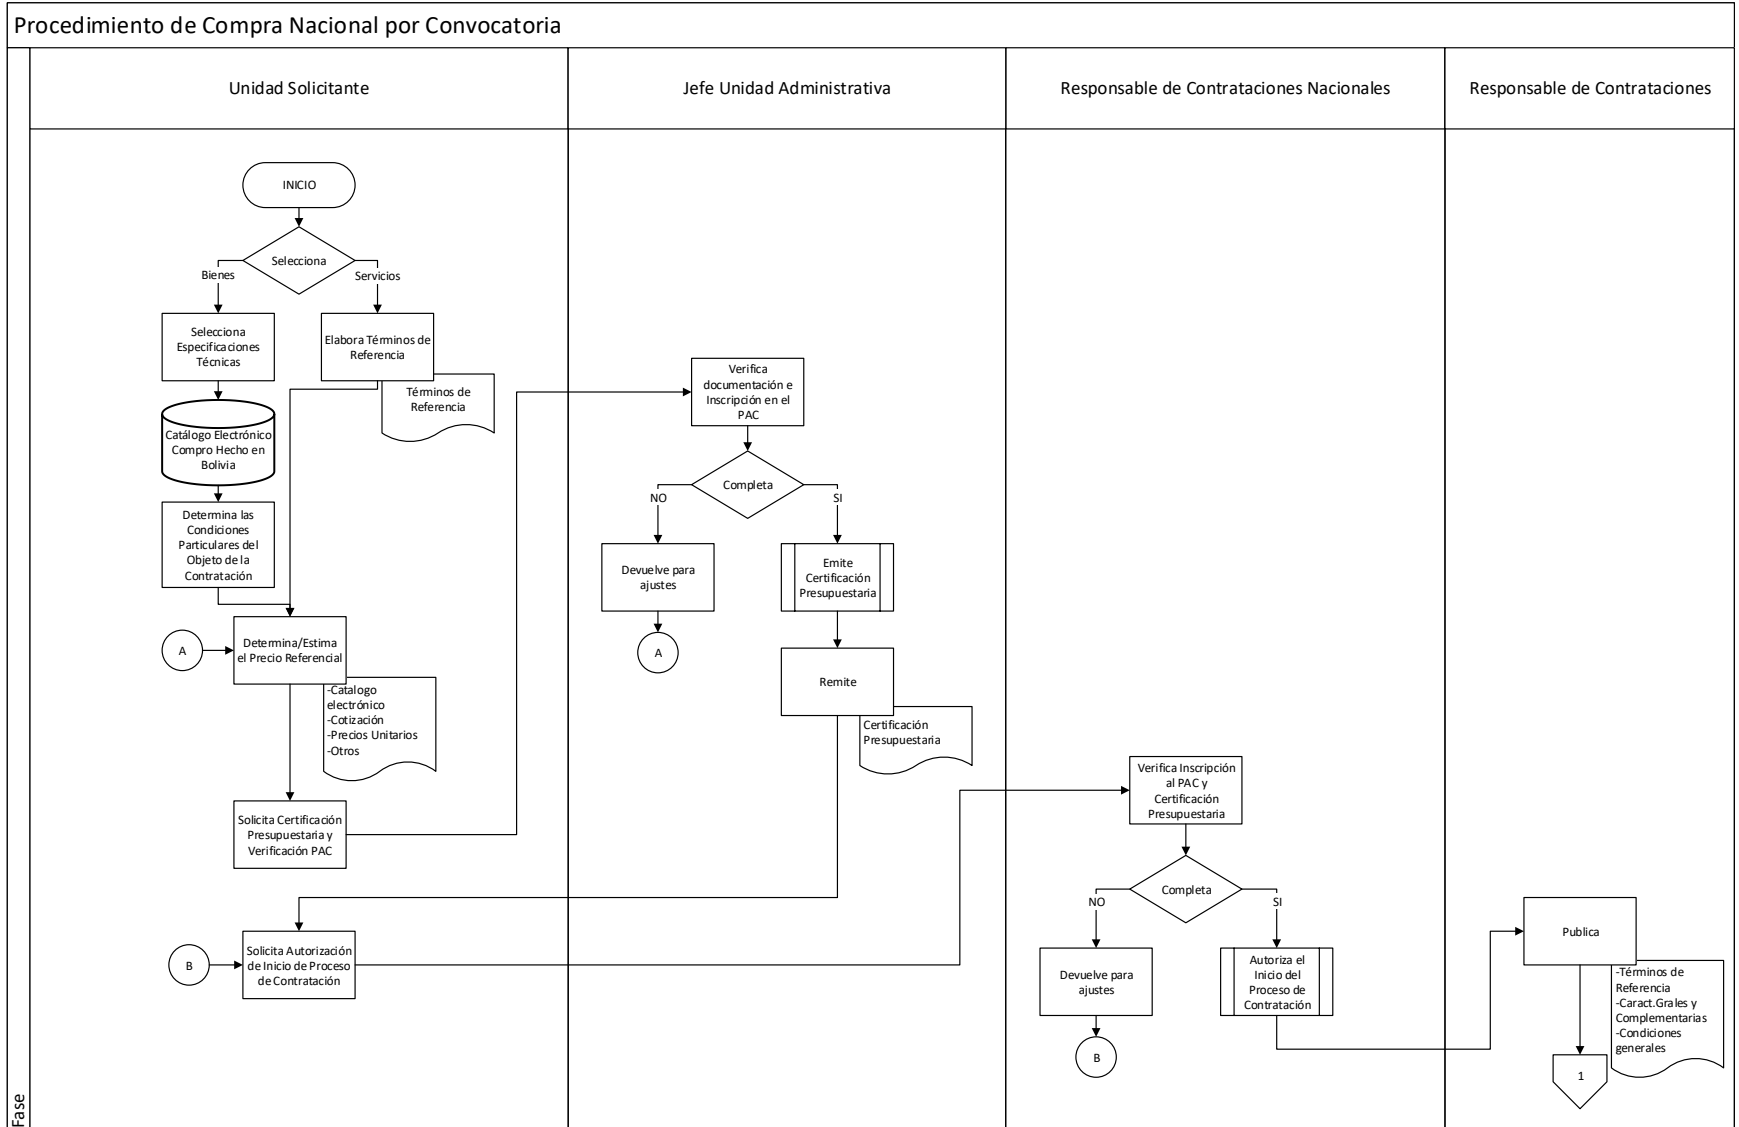 Procedimiento de Compra Nacional por Convocatoria
Unidad Solicitante
Jefe Unidad Administrativa
Responsable de Contrataciones Nacionales
Responsable de Contrataciones
Fase
INICIO
Selecciona
Bienes
Servicios
Selecciona
Especificaciones
Técnicas
Elabora Términos de
Referencia
Términos de
Referencia
Catálogo Electrónico
Compro Hecho en
Bolivia
Determina las
Condiciones
Particulares del
Objeto de la
Contratación
A
Determina/Estima
el Precio Referencial
-Catalogo
electrónico
-Cotización
-Precios Unitarios
-Otros
Solicita Certificación
Presupuestaria y
Verificación PAC
B
Solicita Autorización
de Inicio de Proceso
de Contratación
Verifica
documentación e
Inscripción en el
PAC
Completa
NO
SI
Devuelve para
ajustes
A
Emite
Certificación
Presupuestaria
Remite
Certificación
Presupuestaria
Verifica Inscripción
al PAC y
Certificación
Presupuestaria
Completa
NO
SI
Devuelve para
ajustes
B
Autoriza el
Inicio del
Proceso de
Contratación
Publica
-Términos de
Referencia
-Caract.Grales y
Complementarias
-Condiciones
generales
1